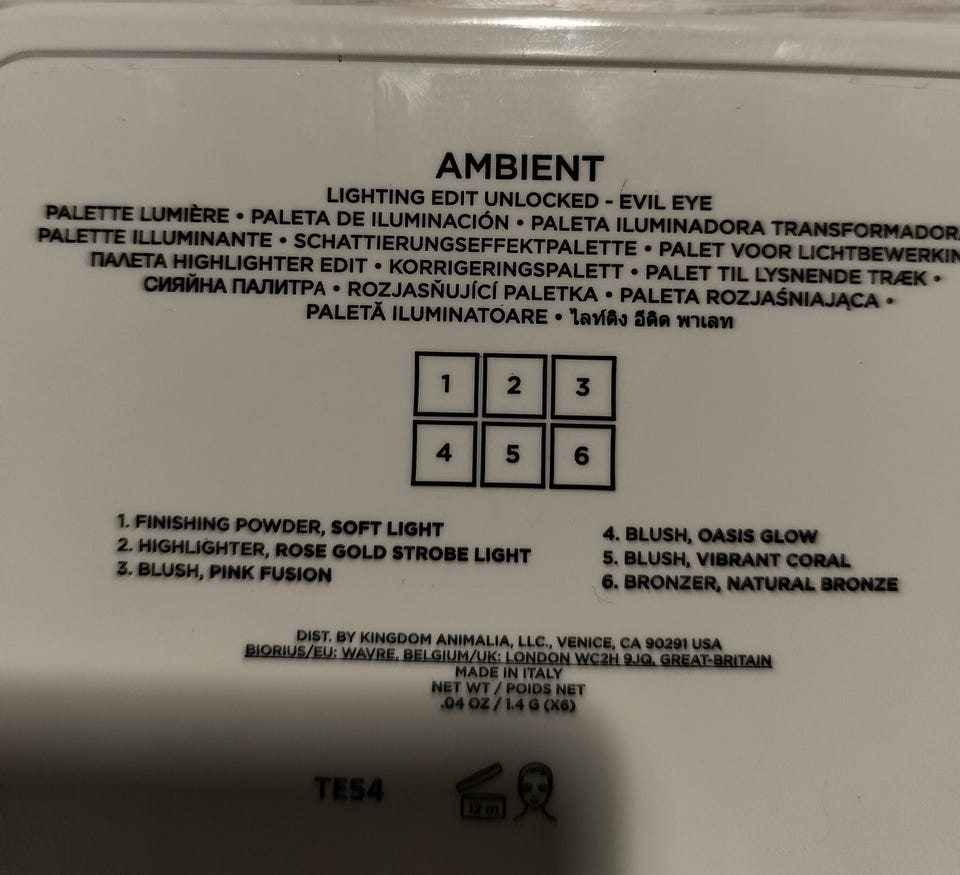 AMBIENT
LIGHTING EDIT UNLOCKED - EVIL EYE
PALETTE LUMIÈRE • PALETA DE ILUMINACIÓN • PALETA ILUMINADORA TRANSFORMADOR
PALETTE ILLUMINANTE • SCHATTIERUNGSEFFEKTPALETTE • PALET VOOR LICHTBEWERKIN
ΠΑΛΕΤΑ HIGHLIGHTER EDIT • KORRIGERINGSPALETT • PALET TIL LYSNENDE TRÆK •
СИЯЙНА ПАЛИТРА • ROZJASŇUJÍCÍ PALETKA • PALETA ROZJAŚNIAJĄCA •
PALETĂ ILUMINATOARE • ไลท์ติง อีดิต พาเลท
1 2 3
4 5 6
1. FINISHING POWDER, SOFT LIGHT
2. HIGHLIGHTER, ROSE GOLD STROBE LIGHT
3. BLUSH, PINK FUSION
4. BLUSH, OASIS GLOW
5. BLUSH, VIBRANT CORAL
6. BRONZER, NATURAL BRONZE
DIST. BY KINGDOM ANIMALIA, LLC., VENICE, CA 90291 USA
BIORIUS/EU: WAVRE, BELGIUM/UK: LONDON WC2H 9JQ, GREAT-BRITAIN
MADE IN ITALY
NET WT / POIDS NET
.04 OZ / 1.4 G (X6)
TE54
12 m